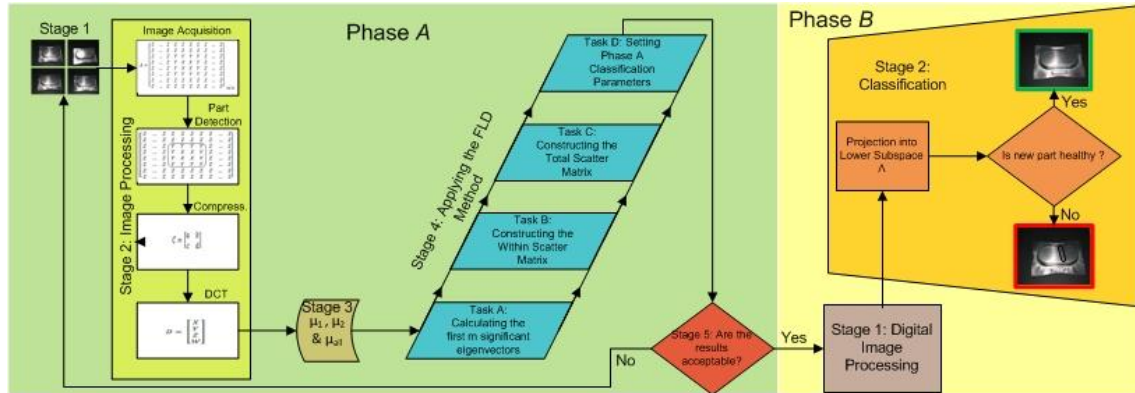 Phase A
Phase B
Stage 1
Image Acquisition
Part
Detection
Compress.
DCT
Stage 2: Image Processing
Stage 3
μ₁, μ₂
& μₐₗₗ
Stage 4: Applying the FLD
Method
Task D: Setting
Phase A
Classification
Parameters
Task C:
Constructing the
Total Scatter
Matrix
Task B:
Constructing the
Within Scatter
Matrix
Task A:
Calculating the
first m significant
eigenvectors
Stage 5: Are the
results
acceptable?
No
Yes
Stage 1: Digital
Image
Processing
Stage 2:
Classification
Projection into
Lower Subspace
Λ
Is new part healthy ?
Yes
No